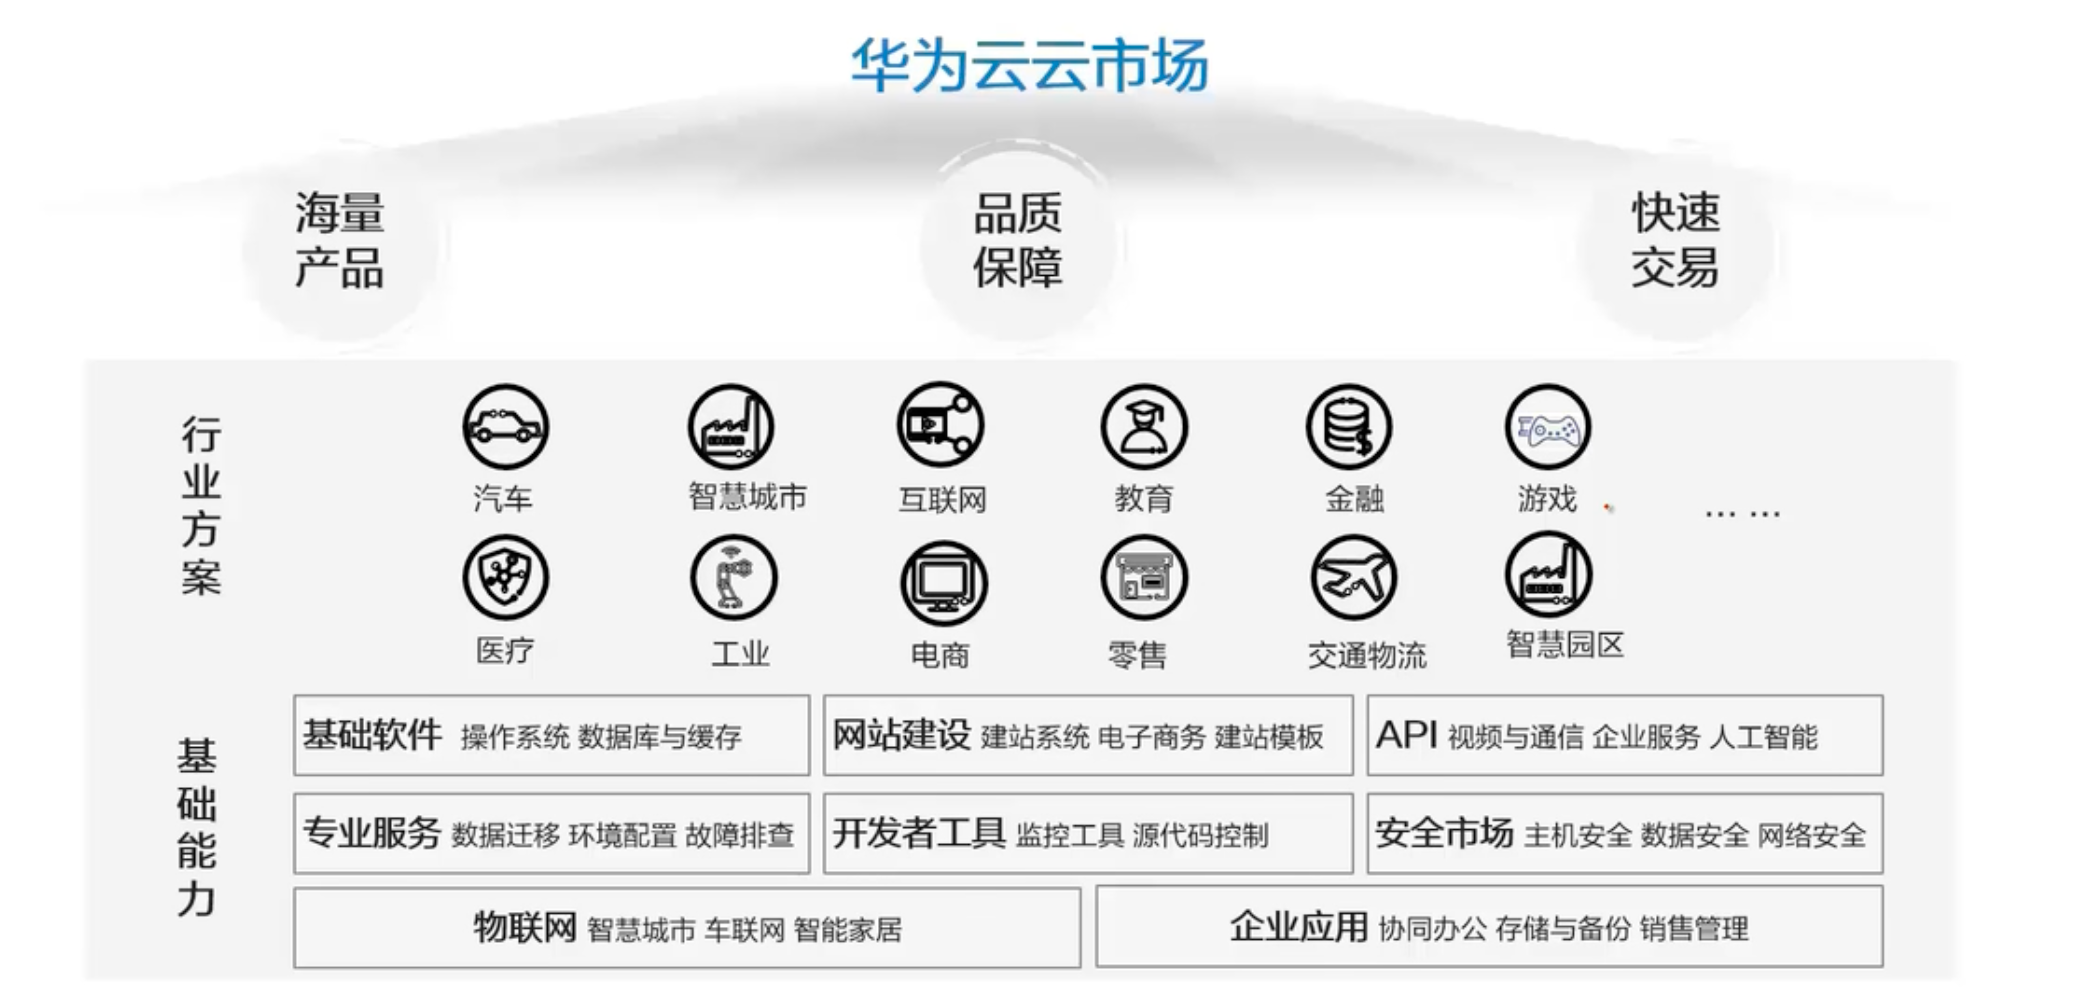 华为云云市场
海量
产品
品质
保障
快速
交易
行业方案
汽车
智慧城市
互联网
教育
金融
游戏
... ...
医疗
工业
电商
零售
交通物流
智慧园区
基础能力
基础软件 操作系统 数据库与缓存
网站建设 建站系统 电子商务 建站模板
API 视频与通信 企业服务 人工智能
专业服务 数据迁移 环境配置 故障排查
开发者工具 监控工具 源代码控制
安全市场 主机安全 数据安全 网络安全
物联网 智慧城市 车联网 智能家居
企业应用 协同办公 存储与备份 销售管理